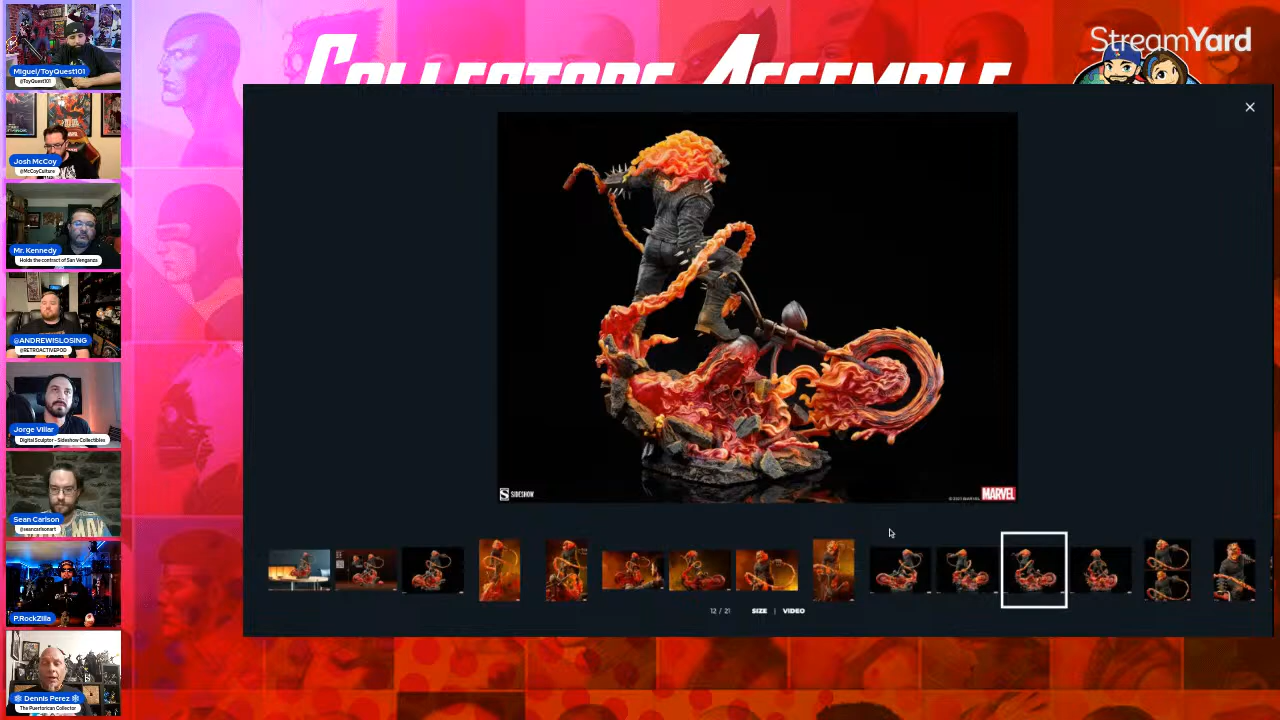 COLLECTORS ASSEMBLE
StreamYard
Miguel/ToyQuest101
@ToyQuest101
Josh McCoy
@McCoyCulture
Mr. Kennedy
Holds the contract of San Venganza
@ANDREWISLOSING
@RETROACTIVEPOD
Jorge Villar
Digital Sculptor - Sideshow Collectibles
Sean Carlson
@seancarlsonart
P.RockZilla
❄ Dennis Perez ❄
The Puertorican Collector
S SIDESHOW
MARVEL
12 / 21
SIZE | VIDEO